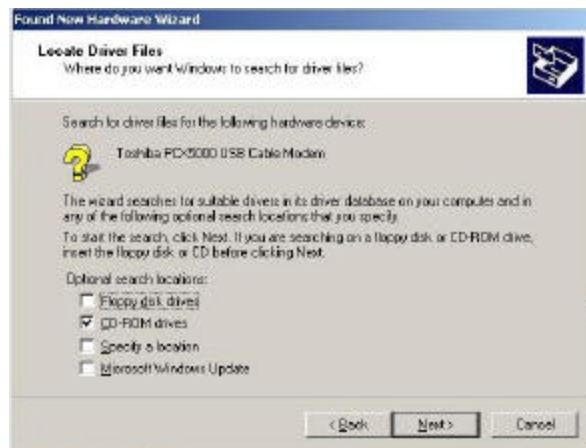 Found New Hardware Wizard
Locate Driver Files
Where do you want Windows to search for driver files?
Search for driver files for the following hardware device:
Toshiba PCX5000 USB Cable Modem
The wizard searches for suitable drivers in its driver database on your computer and in
any of the following optional search locations that you specify.
To start the search, click Next. If you are searching on a floppy disk or CD-ROM drive,
insert the floppy disk or CD before clicking Next.
Optional search locations:
Floppy disk drives
CD-ROM drives
Specify a location
Microsoft Windows Update
< Back
Next >
Cancel